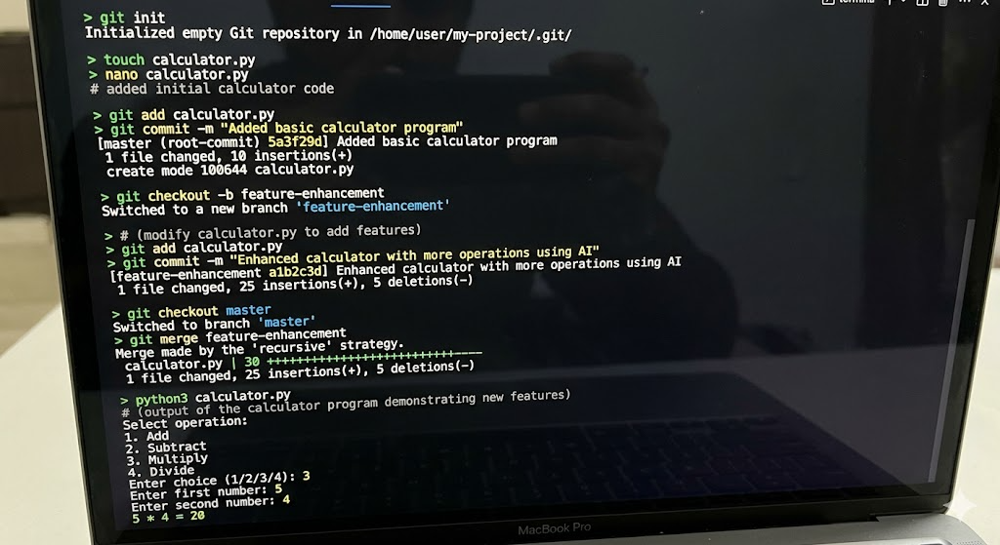 > git init
Initialized empty Git repository in /home/user/my-project/.git/
> touch calculator.py
> nano calculator.py
# added initial calculator code
> git add calculator.py
> git commit -m "Added basic calculator program"
[master (root-commit) 5a3f29d] Added basic calculator program
1 file changed, 10 insertions(+)
create mode 100644 calculator.py
> git checkout -b feature-enhancement
Switched to a new branch 'feature-enhancement'
> # (modify calculator.py to add features)
> git add calculator.py
> git commit -m "Enhanced calculator with more operations using AI"
[feature-enhancement a1b2c3d] Enhanced calculator with more operations using AI
1 file changed, 25 insertions(+), 5 deletions(-)
> git checkout master
Switched to branch 'master'
> git merge feature-enhancement
Merge made by the 'recursive' strategy.
calculator.py | 30 +++++++++++++++++++++++++-----
1 file changed, 25 insertions(+), 5 deletions(-)
> python3 calculator.py
# (output of the calculator program demonstrating new features)
Select operation:
1. Add
2. Subtract
3. Multiply
4. Divide
Enter choice (1/2/3/4): 3
Enter first number: 5
Enter second number: 4
5 * 4 = 20
MacBook Pro